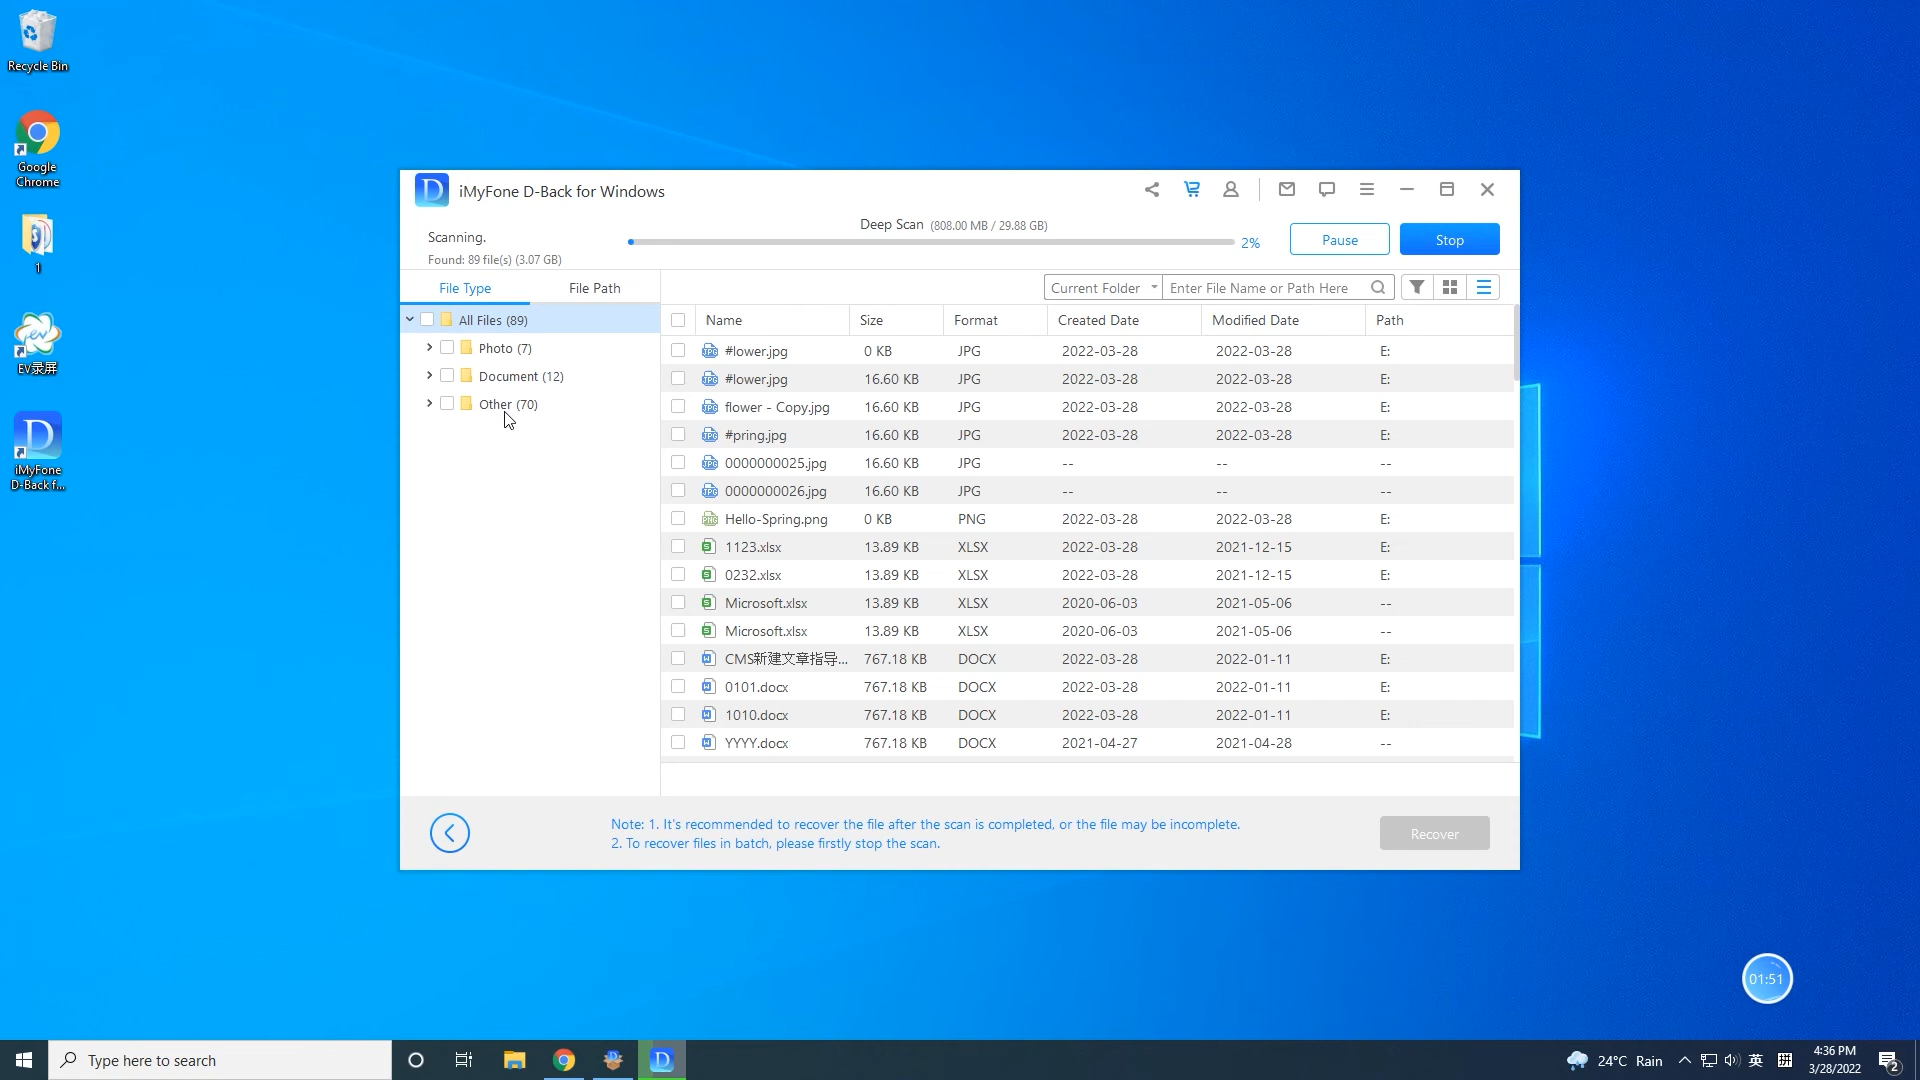 Recycle Bin
Google
Chrome
1
EV录屏
iMyFone
D-Back f...
iMyFone D-Back for Windows
Scanning.
Found: 89 file(s) (3.07 GB)
Deep Scan (808.00 MB / 29.88 GB)
2%
Pause
Stop
File Type
File Path
Current Folder
Enter File Name or Path Here
All Files (89)
Photo (7)
Document (12)
Other (70)
Name Size Format Created Date Modified Date Path
#lower.jpg 0 KB JPG 2022-03-28 2022-03-28 E:
#lower.jpg 16.60 KB JPG 2022-03-28 2022-03-28 E:
flower - Copy.jpg 16.60 KB JPG 2022-03-28 2022-03-28 E:
#pring.jpg 16.60 KB JPG 2022-03-28 2022-03-28 E:
0000000025.jpg 16.60 KB JPG -- -- --
0000000026.jpg 16.60 KB JPG -- -- --
Hello-Spring.png 0 KB PNG 2022-03-28 2022-03-28 E:
1123.xlsx 13.89 KB XLSX 2022-03-28 2021-12-15 E:
0232.xlsx 13.89 KB XLSX 2022-03-28 2021-12-15 E:
Microsoft.xlsx 13.89 KB XLSX 2020-06-03 2021-05-06 --
Microsoft.xlsx 13.89 KB XLSX 2020-06-03 2021-05-06 --
CMS新建文章指导... 767.18 KB DOCX 2022-03-28 2022-01-11 E:
0101.docx 767.18 KB DOCX 2022-03-28 2022-01-11 E:
1010.docx 767.18 KB DOCX 2022-03-28 2022-01-11 E:
YYYY.docx 767.18 KB DOCX 2021-04-27 2021-04-28 --
Note: 1. It's recommended to recover the file after the scan is completed, or the file may be incomplete.
2. To recover files in batch, please firstly stop the scan.
Recover
01:51
Type here to search
24°C Rain
英
拼
4:36 PM
3/28/2022
2